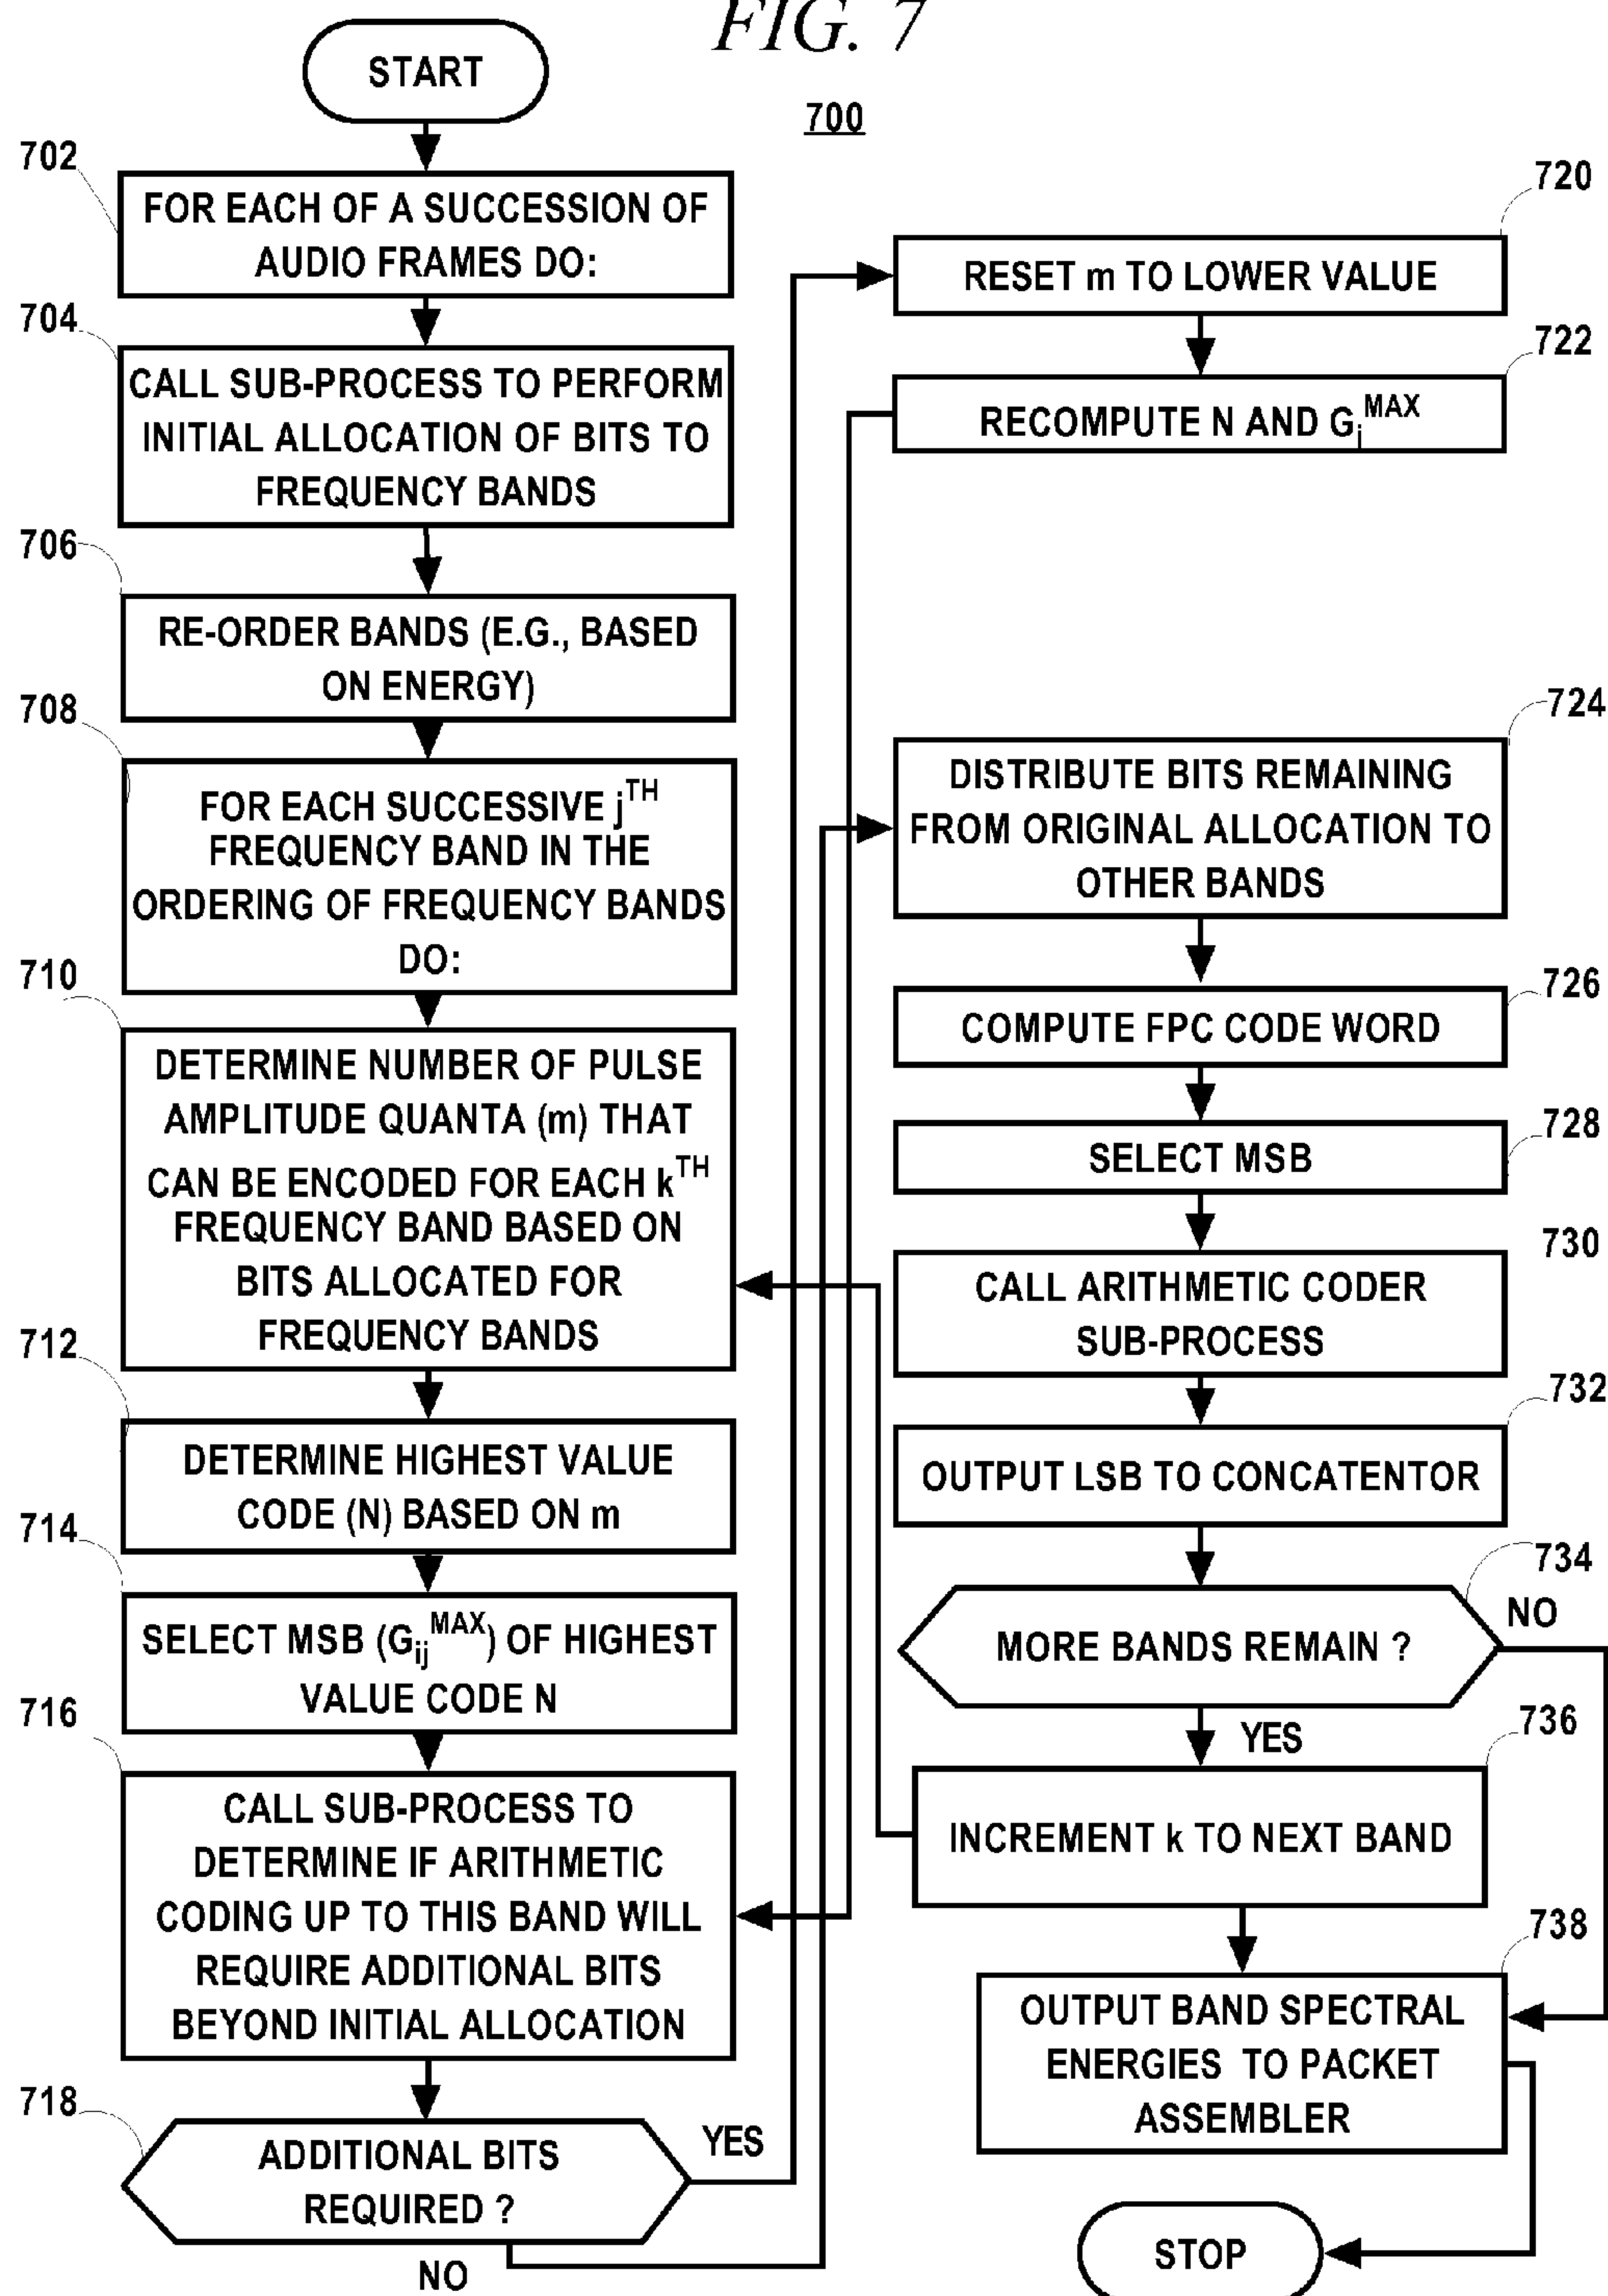 FIG. 7
700
START
702
FOR EACH OF A SUCCESSION OF
AUDIO FRAMES DO:
704
CALL SUB-PROCESS TO PERFORM
INITIAL ALLOCATION OF BITS TO
FREQUENCY BANDS
706
RE-ORDER BANDS (E.G., BASED
ON ENERGY)
708
FOR EACH SUCCESSIVE j^TH
FREQUENCY BAND IN THE
ORDERING OF FREQUENCY BANDS
DO:
710
DETERMINE NUMBER OF PULSE
AMPLITUDE QUANTA (m) THAT
CAN BE ENCODED FOR EACH k^TH
FREQUENCY BAND BASED ON
BITS ALLOCATED FOR
FREQUENCY BANDS
712
DETERMINE HIGHEST VALUE
CODE (N) BASED ON m
714
SELECT MSB (G_ij^MAX) OF HIGHEST
VALUE CODE N
716
CALL SUB-PROCESS TO
DETERMINE IF ARITHMETIC
CODING UP TO THIS BAND WILL
REQUIRE ADDITIONAL BITS
BEYOND INITIAL ALLOCATION
718
ADDITIONAL BITS
REQUIRED ?
YES
NO
720
RESET m TO LOWER VALUE
722
RECOMPUTE N AND G_i^MAX
724
DISTRIBUTE BITS REMAINING
FROM ORIGINAL ALLOCATION TO
OTHER BANDS
726
COMPUTE FPC CODE WORD
728
SELECT MSB
730
CALL ARITHMETIC CODER
SUB-PROCESS
732
OUTPUT LSB TO CONCATENTOR
734
MORE BANDS REMAIN ?
NO
YES
736
INCREMENT k TO NEXT BAND
738
OUTPUT BAND SPECTRAL
ENERGIES TO PACKET
ASSEMBLER
STOP